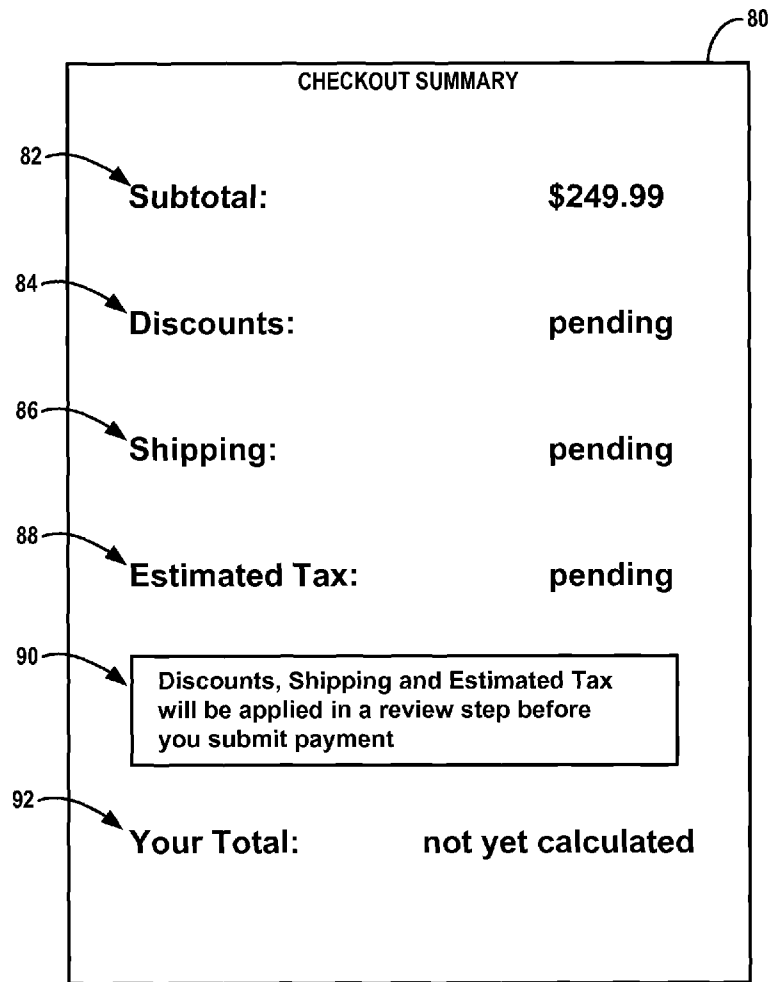 80
CHECKOUT SUMMARY
82
Subtotal: $249.99
84
Discounts: pending
86
Shipping: pending
88
Estimated Tax: pending
90
Discounts, Shipping and Estimated Tax
will be applied in a review step before
you submit payment
92
Your Total: not yet calculated